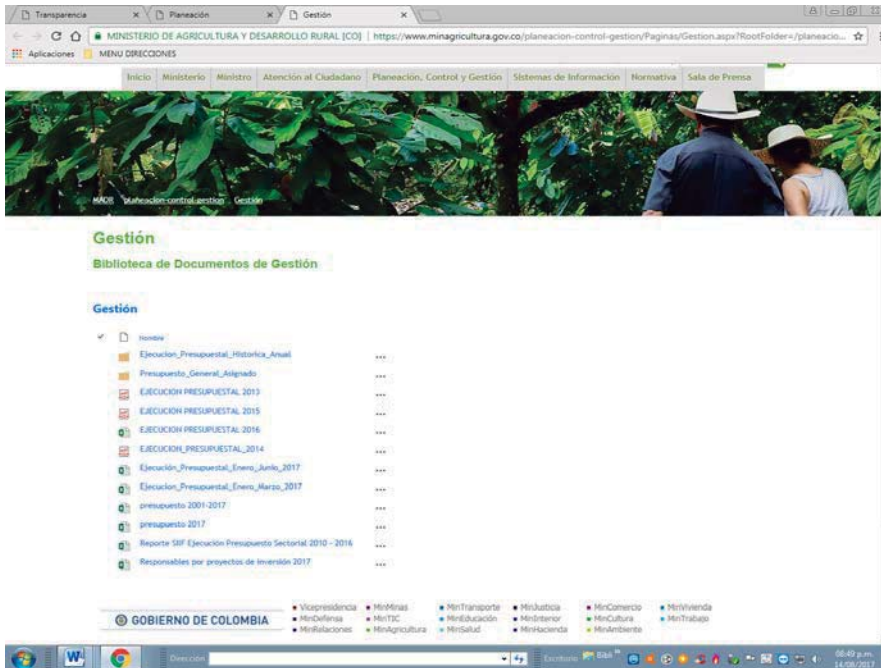 Transparencia
Planeación
Gestión
MINISTERIO DE AGRICULTURA Y DESARROLLO RURAL [CO] | https://www.minagricultura.gov.co/planeacion-control-gestion/Paginas/Gestion.aspx?RootFolder=/planeacio...
Aplicaciones MENU DIRECCIONES
Inicio Ministerio Ministro Atención al Ciudadano Planeación, Control y Gestión Sistemas de Información Normativa Sala de Prensa
MADR planeacion-control-gestion Gestión
Gestión
Biblioteca de Documentos de Gestión
Gestión
Nombre
Ejecucion_Presupuestal_Historica_Anual ...
Presupuesto_General_Asignado ...
EJECUCION PRESUPUESTAL 2013 ...
EJECUCION PRESUPUESTAL 2015 ...
EJECUCION PRESUPUESTAL 2016 ...
EJECUCION_PRESUPUESTAL_2014 ...
Ejecución_Presupuestal_Enero_Junio_2017 ...
Ejecucion_Presupuestal_Enero_Marzo_2017 ...
presupuesto 2001-2017 ...
presupuesto 2017 ...
Reporte SIIF Ejecución Presupuesto Sectorial 2010 - 2016 ...
Responsables por proyectos de inversión 2017 ...
GOBIERNO DE COLOMBIA
Vicepresidencia MinMinas MinTransporte MinJusticia MinComercio MinVivienda
MinDefensa MinTIC MinEducación MinInterior MinCultura MinTrabajo
MinRelaciones MinAgricultura MinSalud MinHacienda MinAmbiente
Dirección Escritorio Bibl
08:49 p.m.
14/08/2017